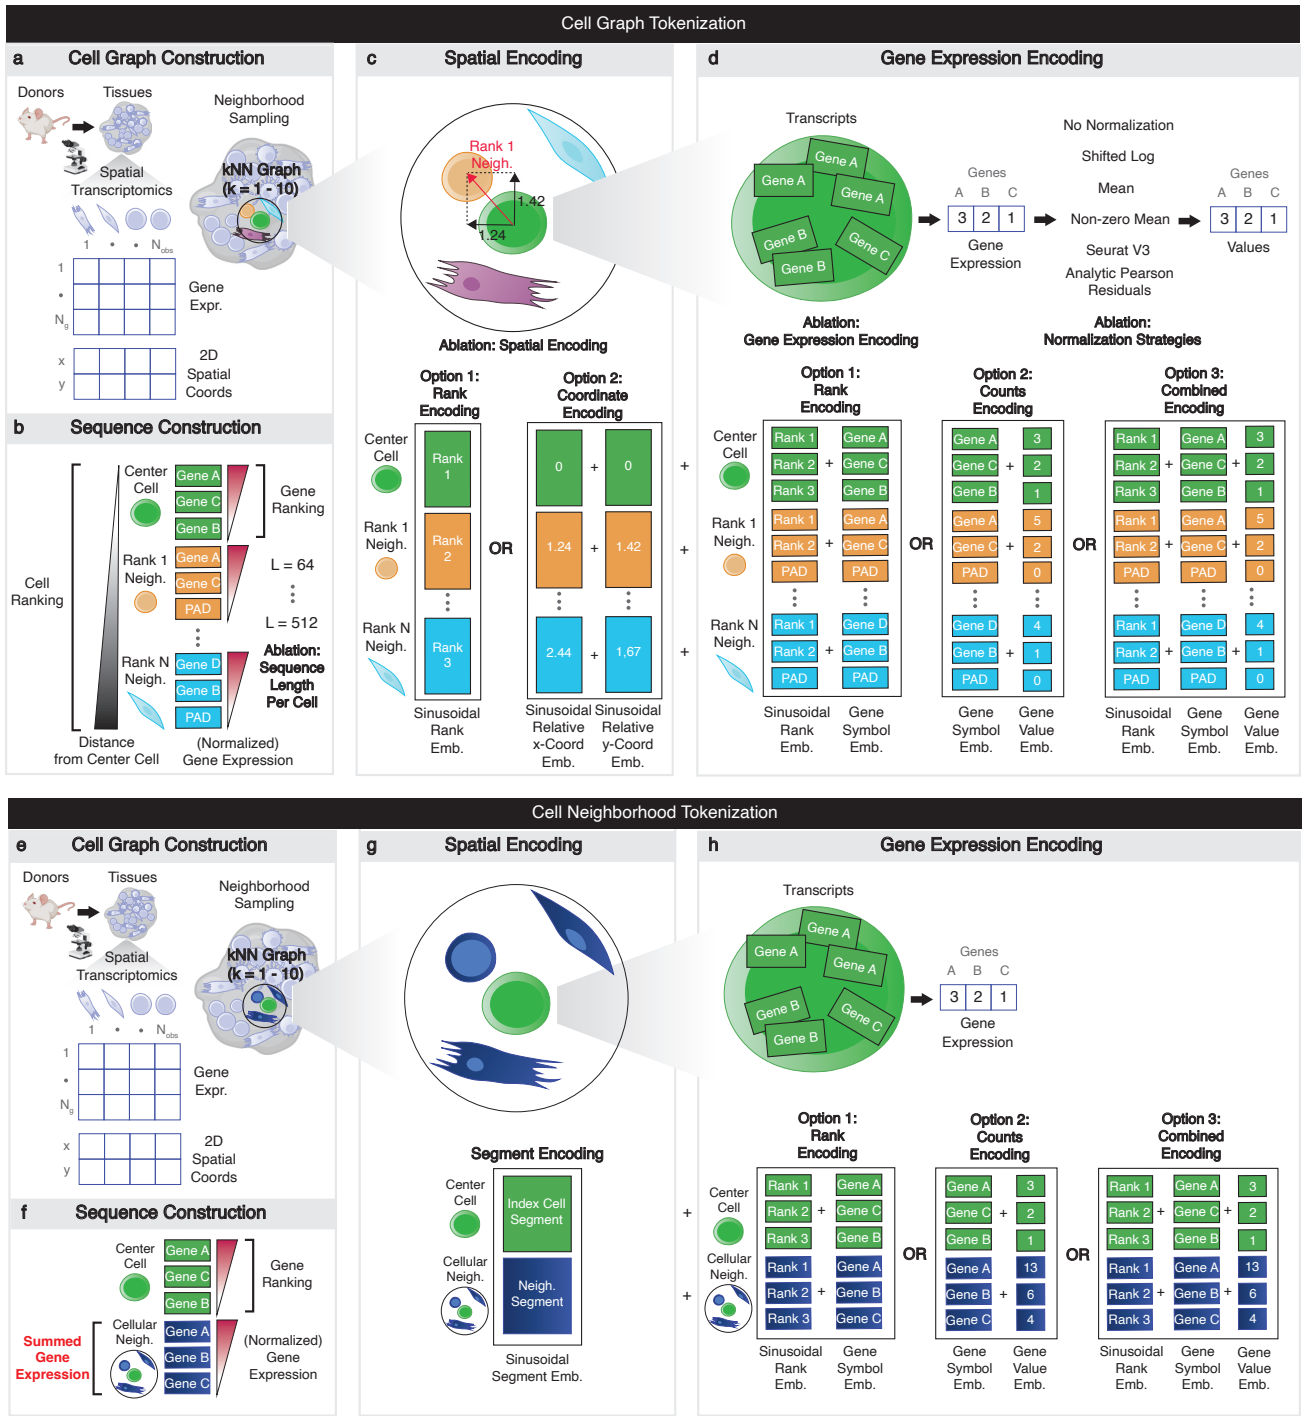 Cell Graph Tokenization
a Cell Graph Construction
Donors
Tissues
Neighborhood
Sampling
kNN Graph
(k = 1 - 10)
Spatial
Transcriptomics
1 • • Nobs
1
•
Ng
Gene
Expr.
x
y
2D
Spatial
Coords
b Sequence Construction
Cell
Ranking
Center
Cell
Gene A
Gene C
Gene B
Gene
Ranking
Rank 1
Neigh.
Gene A
Gene C
PAD
L = 64
L = 512
Rank N
Neigh.
Gene D
Gene B
PAD
Ablation:
Sequence
Length
Per Cell
Distance
from Center Cell
(Normalized)
Gene Expression
c Spatial Encoding
Rank 1
Neigh.
1.42
1.24
Ablation: Spatial Encoding
Option 1:
Rank
Encoding
Option 2:
Coordinate
Encoding
Center
Cell
Rank
1
0 + 0
+
Rank 1
Neigh.
Rank
2
OR
1.24 + 1.42
+
Rank N
Neigh.
Rank
3
2.44 + 1,67
+
Sinusoidal
Rank
Emb.
Sinusoidal
Relative
x-Coord
Emb.
Sinusoidal
Relative
y-Coord
Emb.
d Gene Expression Encoding
Transcripts
Gene A
Gene A
Gene A
Gene B
Gene B
Gene C
Genes
A B C
3 2 1
Gene
Expression
No Normalization
Shifted Log
Mean
Non-zero Mean
Seurat V3
Analytic Pearson
Residuals
Genes
A B C
3 2 1
Values
Ablation:
Gene Expression Encoding
Ablation:
Normalization Strategies
Option 1:
Rank
Encoding
Option 2:
Counts
Encoding
Option 3:
Combined
Encoding
Center
Cell
Rank 1 Gene A
Rank 2 + Gene C
Rank 3 Gene B
Rank 1
Neigh.
Rank 1 Gene A
Rank 2 + Gene C
PAD PAD
Rank N
Neigh.
Rank 1 Gene D
Rank 2 + Gene B
PAD PAD
OR
Gene A 3
Gene C + 2
Gene B 1
Gene A 5
Gene C + 2
PAD 0
Gene D 4
Gene B + 1
PAD 0
OR
Rank 1 Gene A 3
Rank 2 + Gene C + 2
Rank 3 Gene B 1
Rank 1 Gene A 5
Rank 2 + Gene C + 2
PAD PAD 0
Rank 1 Gene D 4
Rank 2 + Gene B + 1
PAD PAD 0
Sinusoidal
Rank
Emb.
Gene
Symbol
Emb.
Gene
Symbol
Emb.
Gene
Value
Emb.
Sinusoidal
Rank
Emb.
Gene
Symbol
Emb.
Gene
Value
Emb.
Cell Neighborhood Tokenization
e Cell Graph Construction
Donors
Tissues
Neighborhood
Sampling
kNN Graph
(k = 1 - 10)
Spatial
Transcriptomics
1 • • Nobs
1
•
Ng
Gene
Expr.
x
y
2D
Spatial
Coords
f Sequence Construction
Center
Cell
Gene A
Gene C
Gene B
Gene
Ranking
Summed
Gene
Expression
Cellular
Neigh.
Gene A
Gene B
Gene C
(Normalized)
Gene
Expression
g Spatial Encoding
Segment Encoding
Center
Cell
Index Cell
Segment
+
Cellular
Neigh.
Neigh.
Segment
+
Sinusoidal
Segment Emb.
h Gene Expression Encoding
Transcripts
Gene A
Gene A
Gene A
Gene B
Gene B
Gene C
Genes
A B C
3 2 1
Gene
Expression
Option 1:
Rank
Encoding
Option 2:
Counts
Encoding
Option 3:
Combined
Encoding
Center
Cell
Rank 1 Gene A
Rank 2 + Gene C
Rank 3 Gene B
Cellular
Neigh.
Rank 1 Gene A
Rank 2 + Gene B
Rank 3 Gene C
OR
Gene A 3
Gene C + 2
Gene B 1
Gene A 13
Gene B + 6
Gene C 4
OR
Rank 1 Gene A 3
Rank 2 + Gene C + 2
Rank 3 Gene B 1
Rank 1 Gene A 13
Rank 2 + Gene B + 6
Rank 3 Gene C 4
Sinusoidal
Rank
Emb.
Gene
Symbol
Emb.
Gene
Symbol
Emb.
Gene
Value
Emb.
Sinusoidal
Rank
Emb.
Gene
Symbol
Emb.
Gene
Value
Emb.